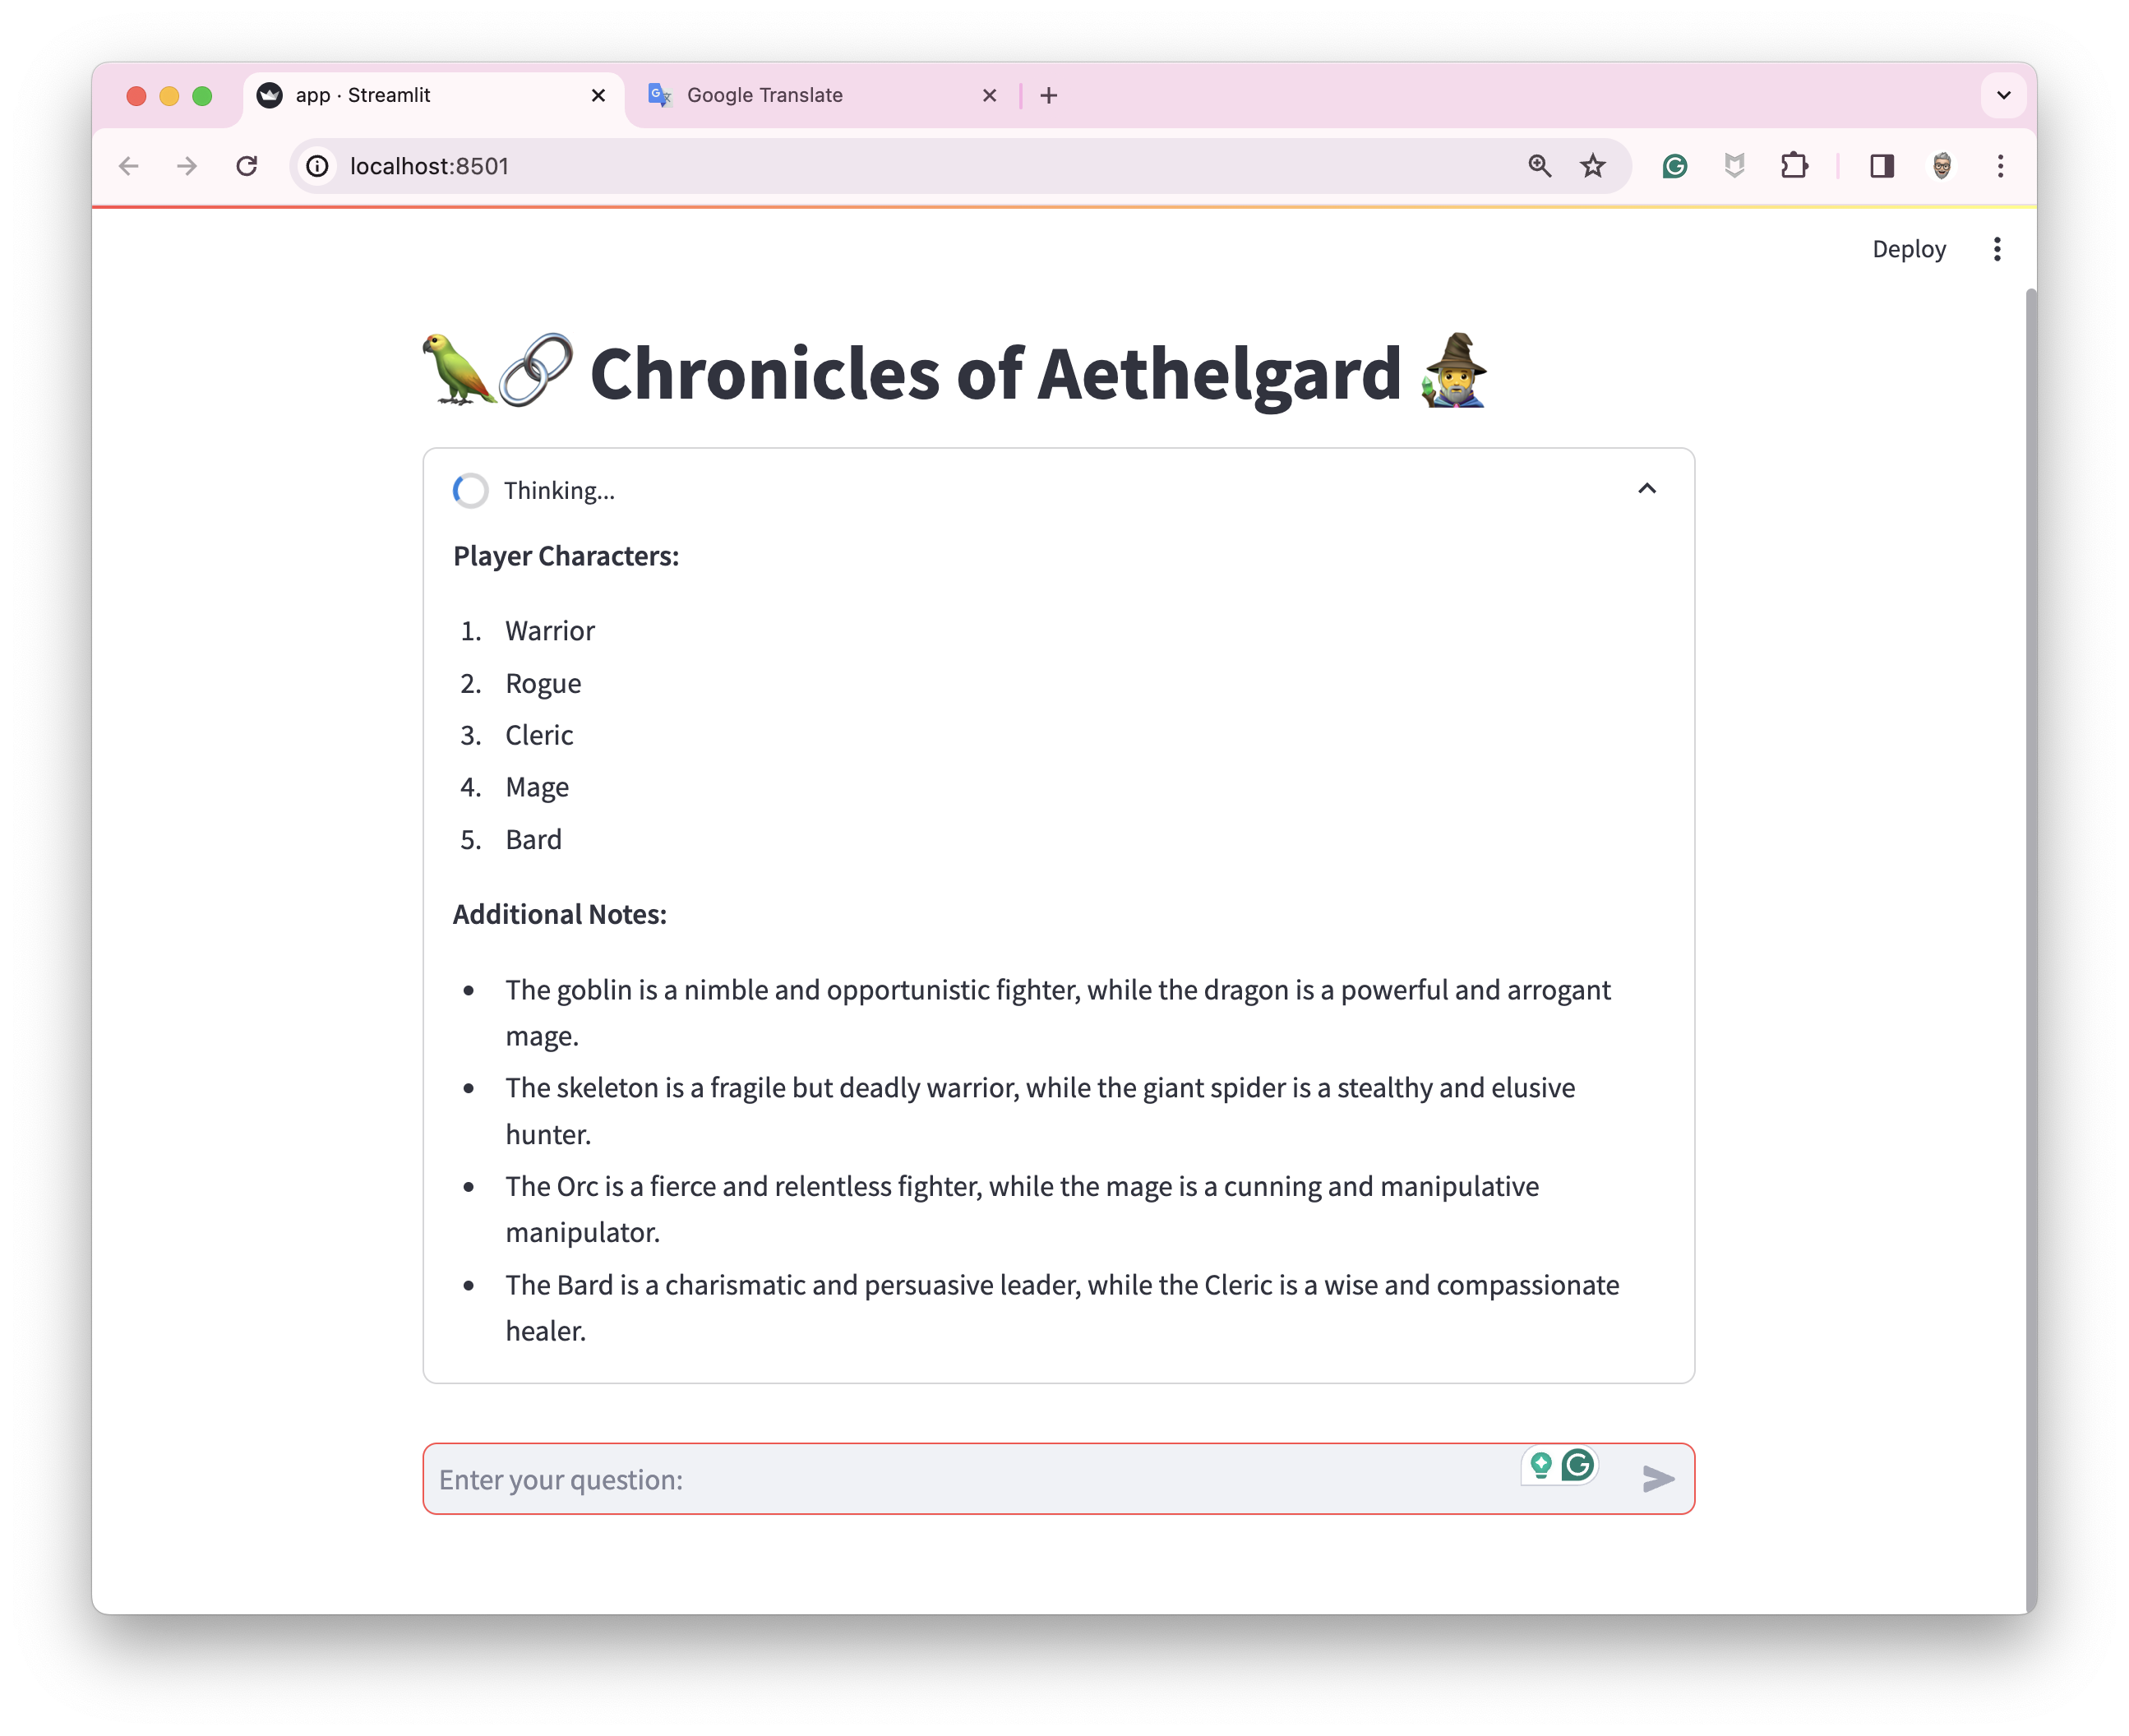 app · Streamlit
Google Translate
localhost:8501
Deploy
Chronicles of Aethelgard
Thinking...
Player Characters:
1. Warrior
2. Rogue
3. Cleric
4. Mage
5. Bard
Additional Notes:
• The goblin is a nimble and opportunistic fighter, while the dragon is a powerful and arrogant
mage.
• The skeleton is a fragile but deadly warrior, while the giant spider is a stealthy and elusive
hunter.
• The Orc is a fierce and relentless fighter, while the mage is a cunning and manipulative
manipulator.
• The Bard is a charismatic and persuasive leader, while the Cleric is a wise and compassionate
healer.
Enter your question: